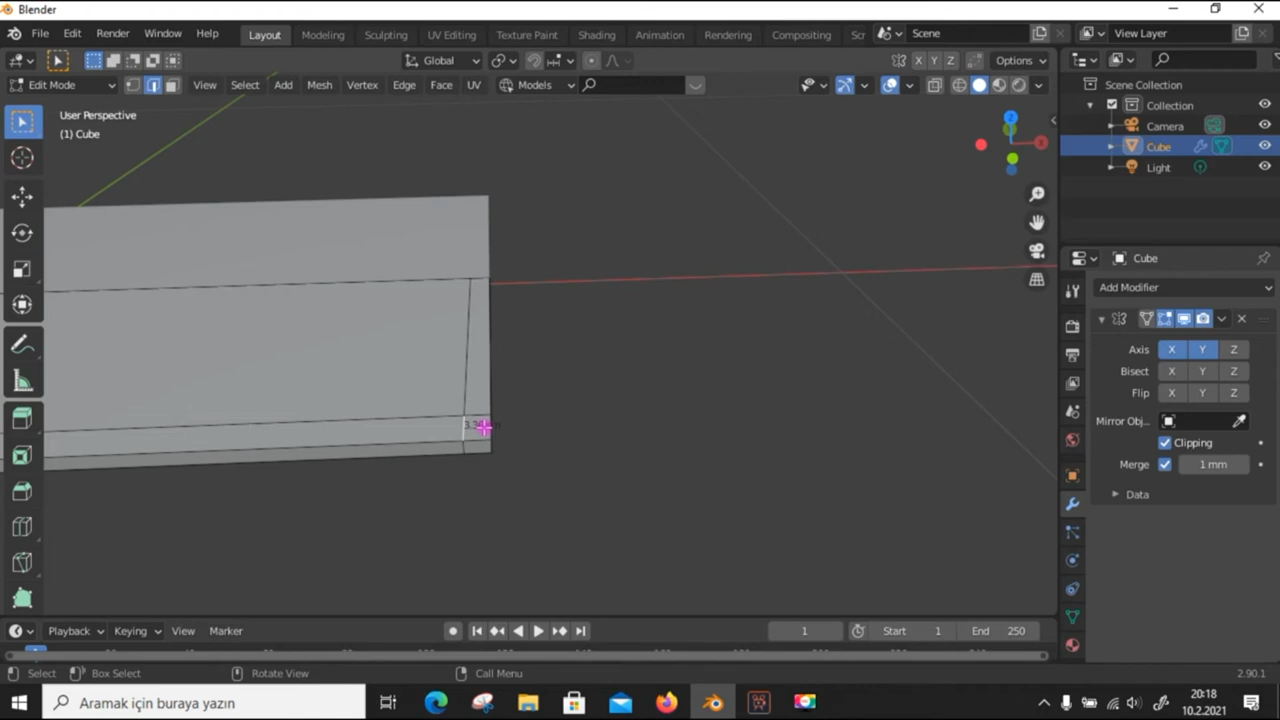 Blender
File Edit Render Window Help Layout Modeling Sculpting UV Editing Texture Paint Shading Animation Rendering Compositing Scr Scene View Layer
Global X Y Z Options
Edit Mode View Select Add Mesh Vertex Edge Face UV Models
User Perspective
(1) Cube
Z
X
Scene Collection
Collection
Camera
Cube
Light
Cube
Add Modifier
Axis X Y Z
Bisect X Y Z
Flip X Y Z
Mirror Obj..
Clipping
Merge 1 mm
Data
Playback Keying View Marker 1 Start 1 End 250
Select Box Select Rotate View Call Menu 2.90.1
Aramak için buraya yazın
20:18
10.2.2021